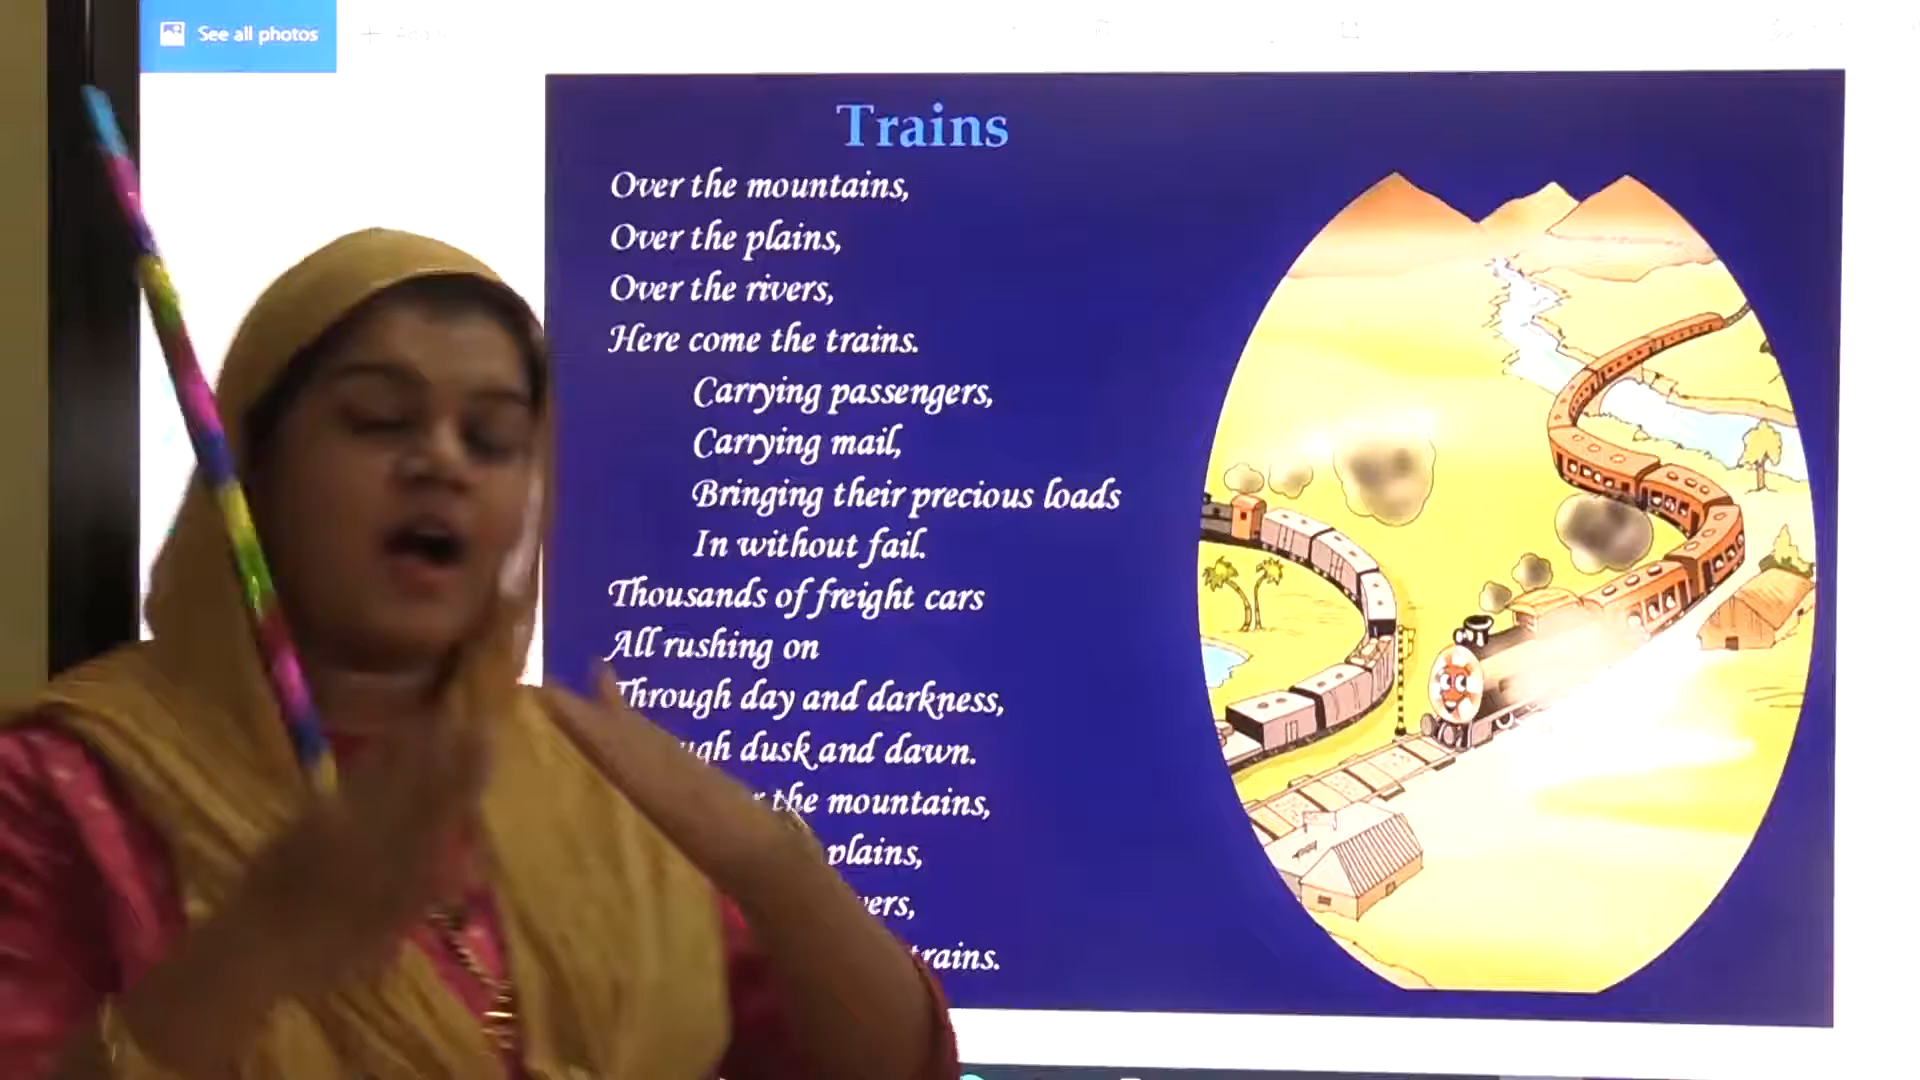 See all photos
Trains
Over the mountains,
Over the plains,
Over the rivers,
Here come the trains.
Carrying passengers,
Carrying mail,
Bringing their precious loads
In without fail.
Thousands of freight cars
All rushing on
Through day and darkness,
dusk and dawn.
the mountains,
plains,
trains.